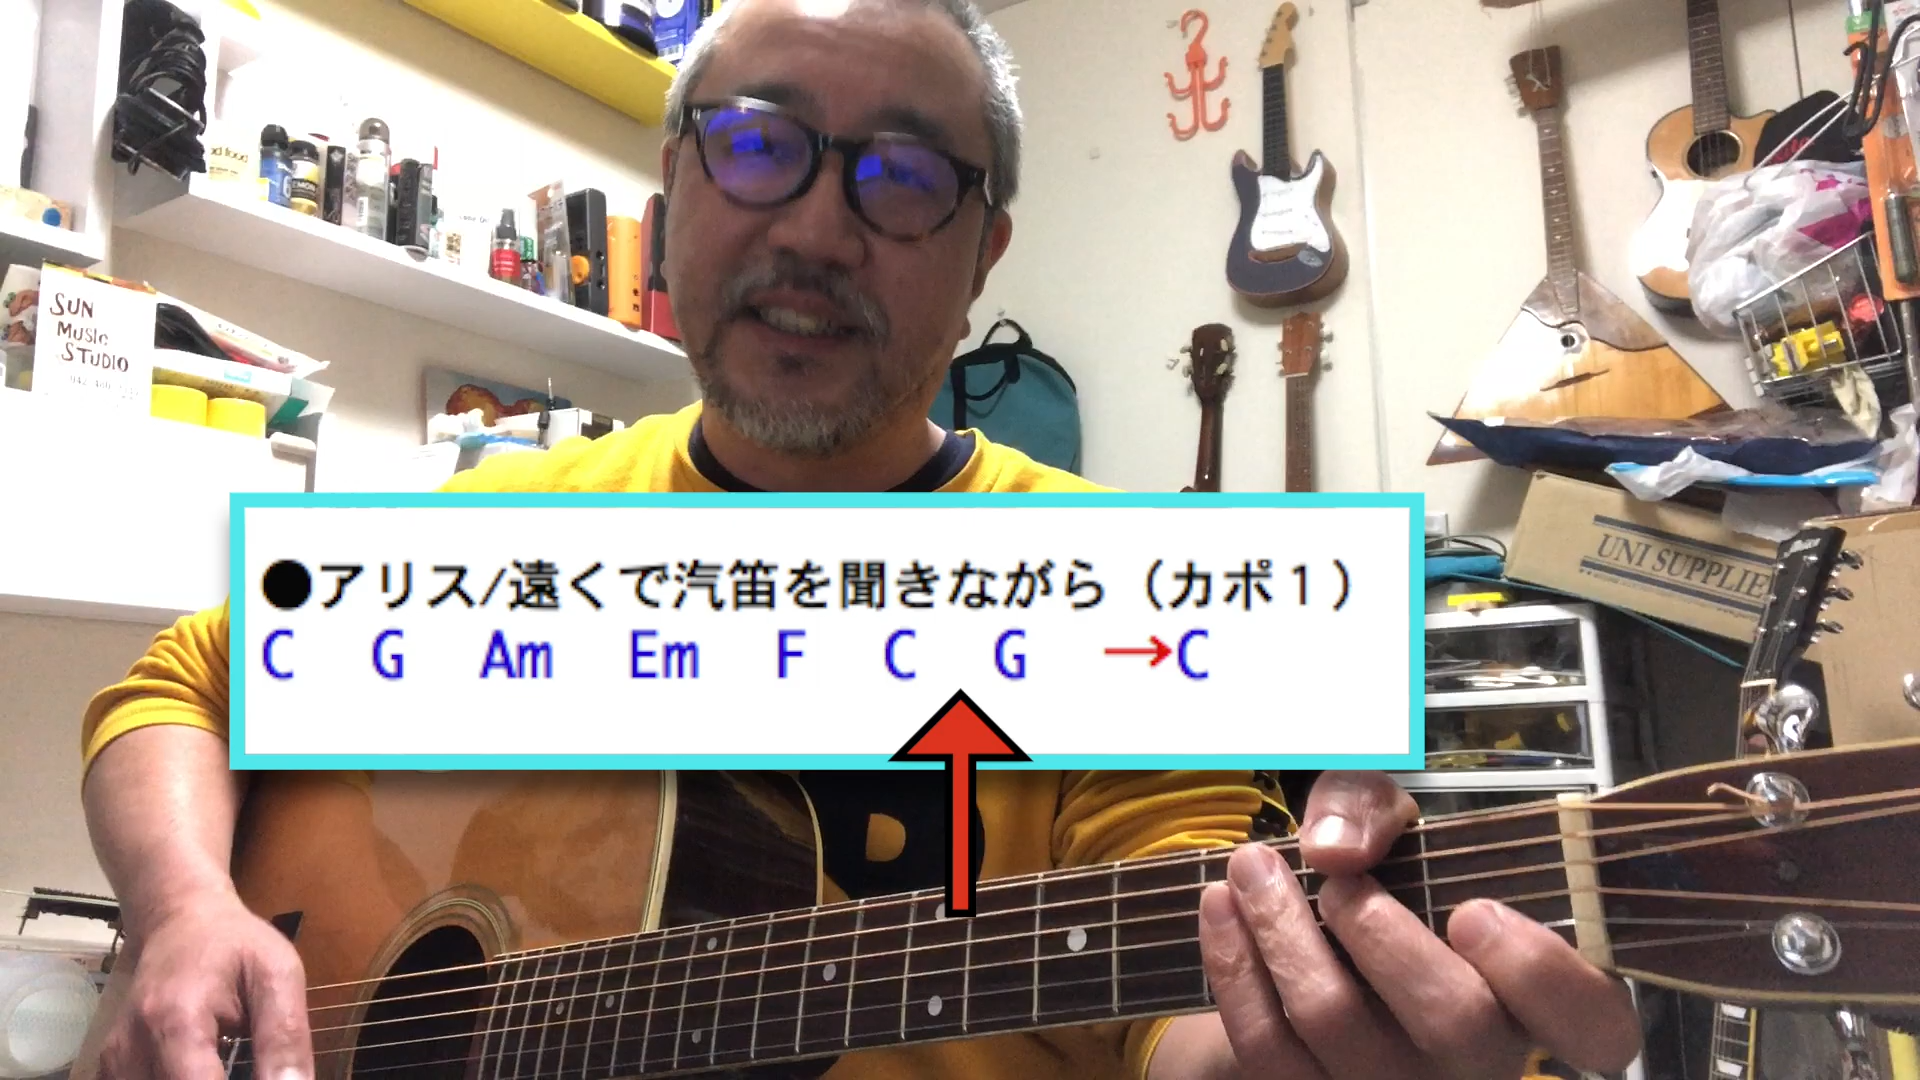 SUN
MUSIC
STUDIO
●アリス/遠くで汽笛を聞きながら（カポ１）
C G Am Em F C G →C
UNI SUPPLIE